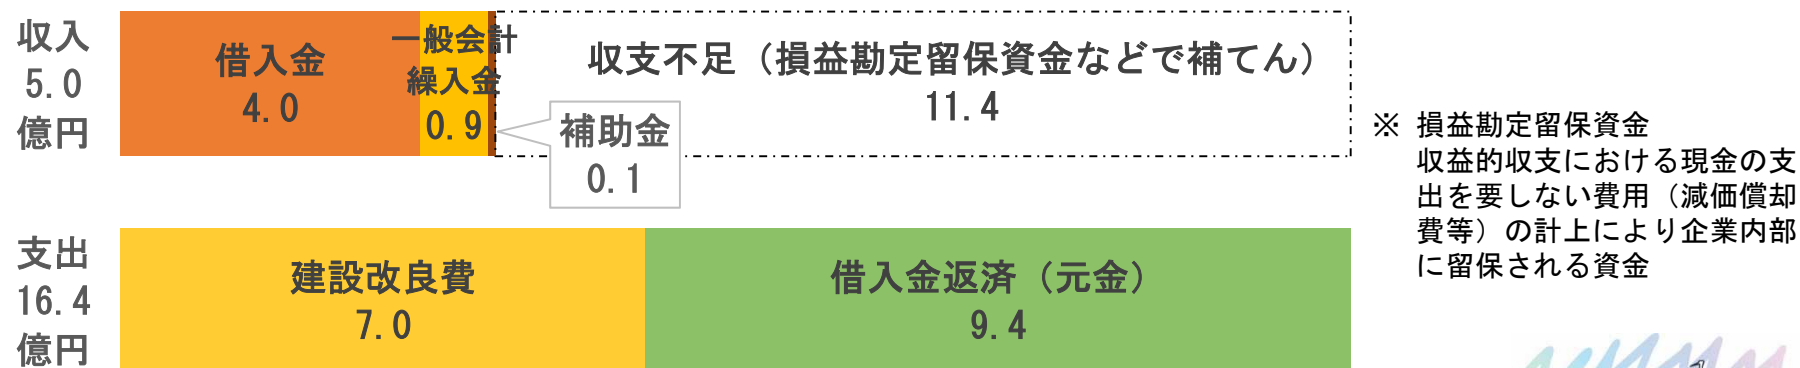 収入
5.0
億円
借入金
4.0
一般会計
繰入金
0.9
補助金
0.1
収支不足（損益勘定留保資金などで補てん）
11.4
※ 損益勘定留保資金
収益的収支における現金の支
出を要しない費用（減価償却
費等）の計上により企業内部
に留保される資金
支出
16.4
億円
建設改良費
7.0
借入金返済（元金）
9.4